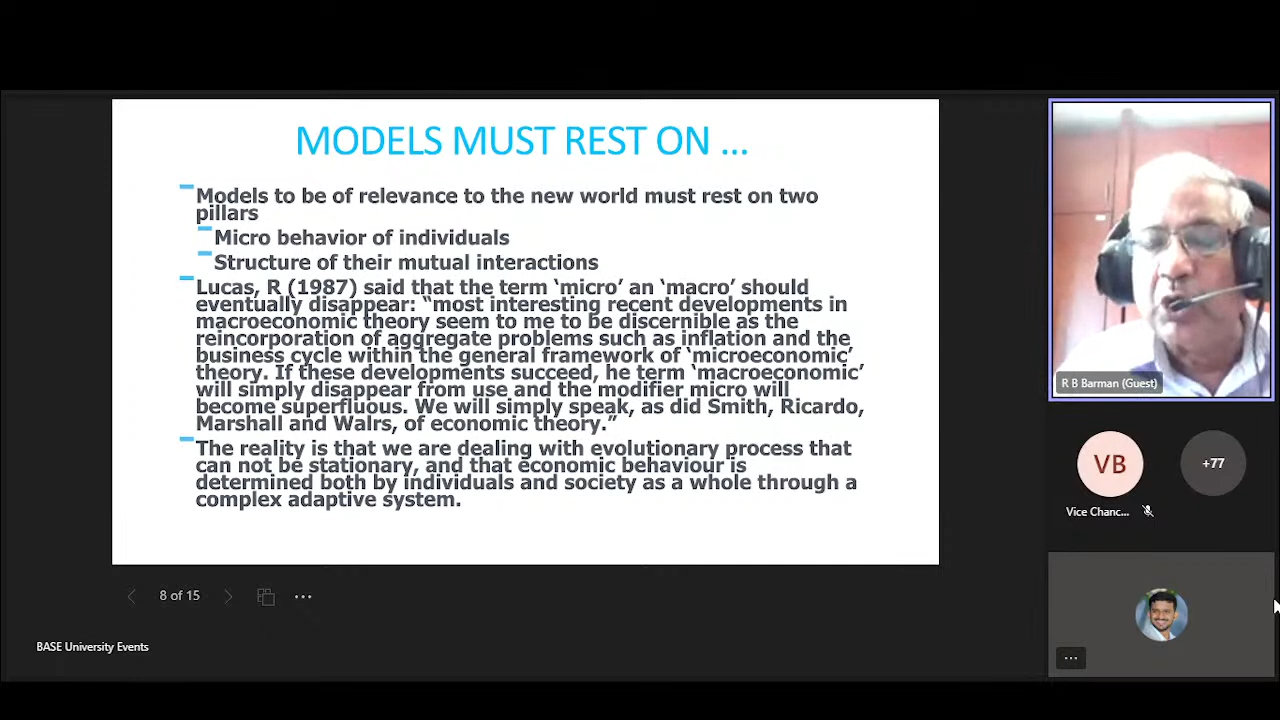 MODELS MUST REST ON ...
Models to be of relevance to the new world must rest on two
pillars
Micro behavior of individuals
Structure of their mutual interactions
Lucas, R (1987) said that the term ‘micro’ an ‘macro’ should
eventually disappear: “most interesting recent developments in
macroeconomic theory seem to me to be discernible as the
reincorporation of aggregate problems such as inflation and the
business cycle within the general framework of ‘microeconomic’
theory. If these developments succeed, he term ‘macroeconomic’
will simply disappear from use and the modifier micro will
become superfluous. We will simply speak, as did Smith, Ricardo,
Marshall and Walrs, of economic theory.”
The reality is that we are dealing with evolutionary process that
can not be stationary, and that economic behaviour is
determined both by individuals and society as a whole through a
complex adaptive system.
8 of 15
BASE University Events
R B Barman (Guest)
VB
+77
Vice Chanc...